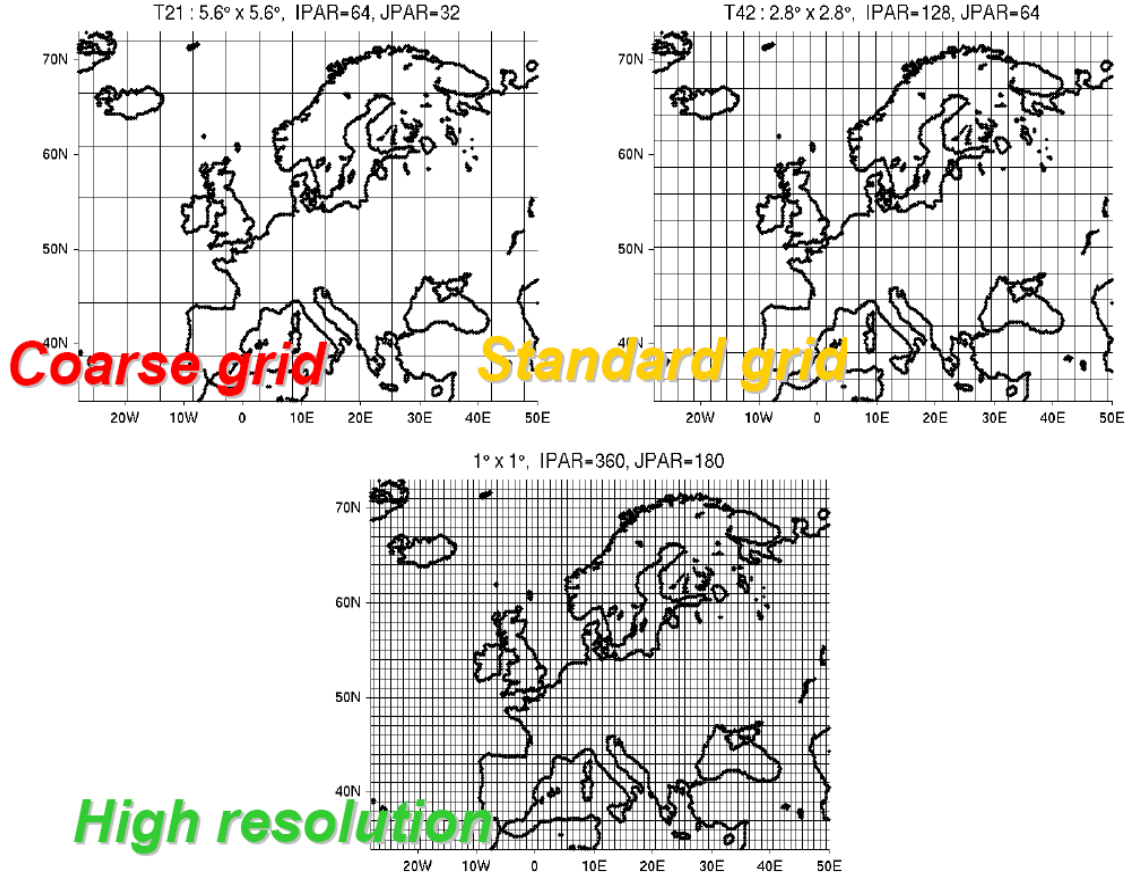 T21 : 5.6° x 5.6°, IPAR=64, JPAR=32
70N
60N
50N
40N
Coarse grid
20W 10W 0 10E 20E 30E 40E 50E
T42 : 2.8° x 2.8°, IPAR=128, JPAR=64
70N
60N
50N
40N
Standard grid
20W 10W 0 10E 20E 30E 40E 50E
1° x 1°, IPAR=360, JPAR=180
70N
60N
50N
40N
High resolution
20W 10W 0 10E 20E 30E 40E 50E